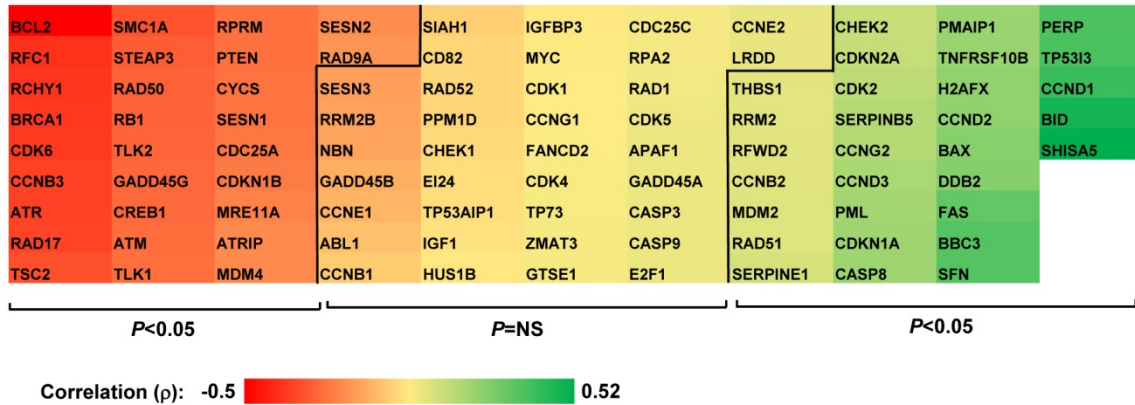 BCL2 SMC1A RPRM SESN2 SIAH1 IGFBP3 CDC25C CCNE2 CHEK2 PMAIP1 PERP
RFC1 STEAP3 PTEN RAD9A CD82 MYC RPA2 LRDD CDKN2A TNFRSF10B TP53I3
RCHY1 RAD50 CYCS SESN3 RAD52 CDK1 RAD1 THBS1 CDK2 H2AFX CCND1
BRCA1 RB1 SESN1 RRM2B PPM1D CCNG1 CDK5 RRM2 SERPINB5 CCND2 BID
CDK6 TLK2 CDC25A NBN CHEK1 FANCD2 APAF1 RFWD2 CCNG2 BAX SHISA5
CCNB3 GADD45G CDKN1B GADD45B EI24 CDK4 GADD45A CCNB2 CCND3 DDB2
ATR CREB1 MRE11A CCNE1 TP53AIP1 TP73 CASP3 MDM2 PML FAS
RAD17 ATM ATRIP ABL1 IGF1 ZMAT3 CASP9 RAD51 CDKN1A BBC3
TSC2 TLK1 MDM4 CCNB1 HUS1B GTSE1 E2F1 SERPINE1 CASP8 SFN
P<0.05 P=NS P<0.05
Correlation (ρ): -0.5 0.52